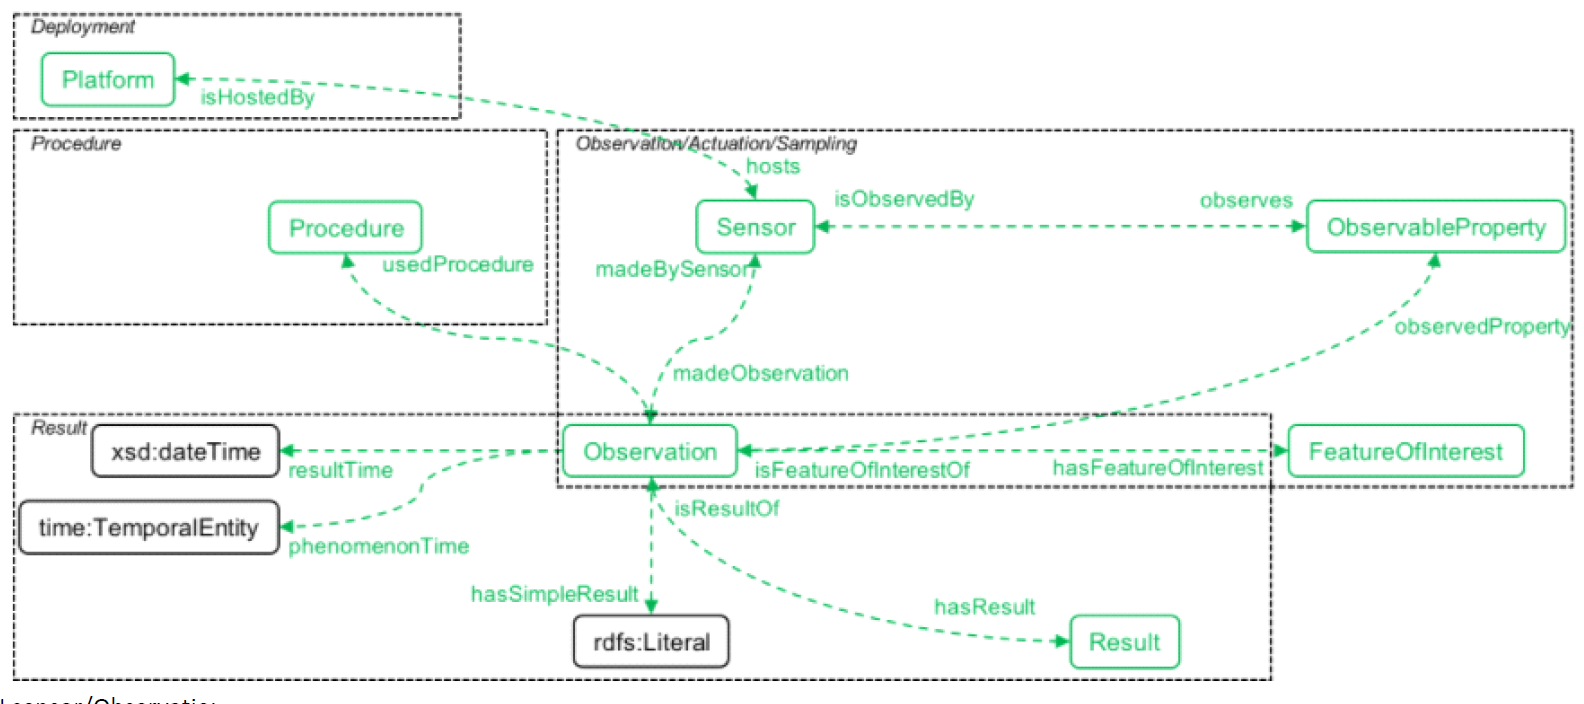 Deployment
Platform
isHostedBy
Procedure
Observation/Actuation/Sampling
hosts
isObservedBy
observes
Procedure
Sensor
ObservableProperty
usedProcedure
madeBySensor
observedProperty
madeObservation
Result
xsd:dateTime
Observation
FeatureOfInterest
resultTime
isFeatureOfInterestOf
hasFeatureOfInterest
isResultOf
time:TemporalEntity
phenomenonTime
hasSimpleResult
hasResult
rdfs:Literal
Result